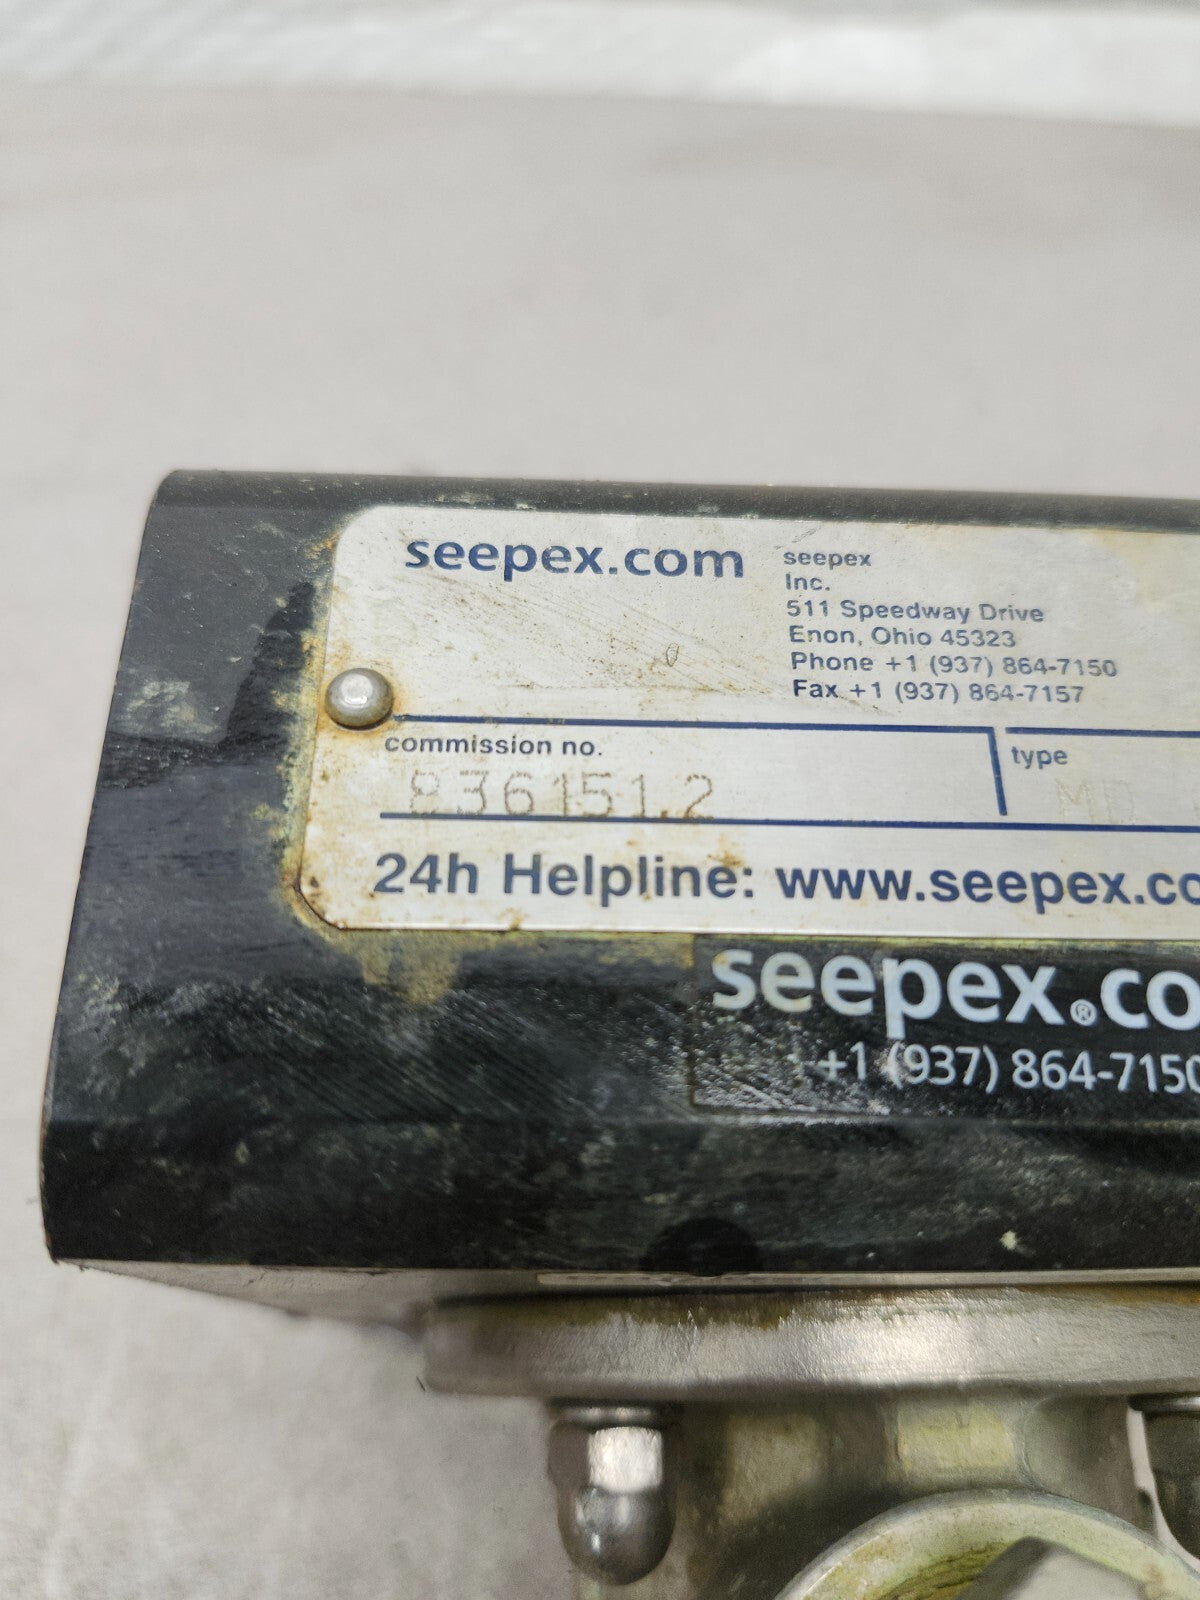 seepex.com
seepex
Inc.
511 Speedway Drive
Enon, Ohio 45323
Phone +1 (937) 864-7150
Fax +1 (937) 864-7157
commission no.
836151.2
type
MD
24h Helpline: www.seepex.co
seepex®.co
+1 (937) 864-7150